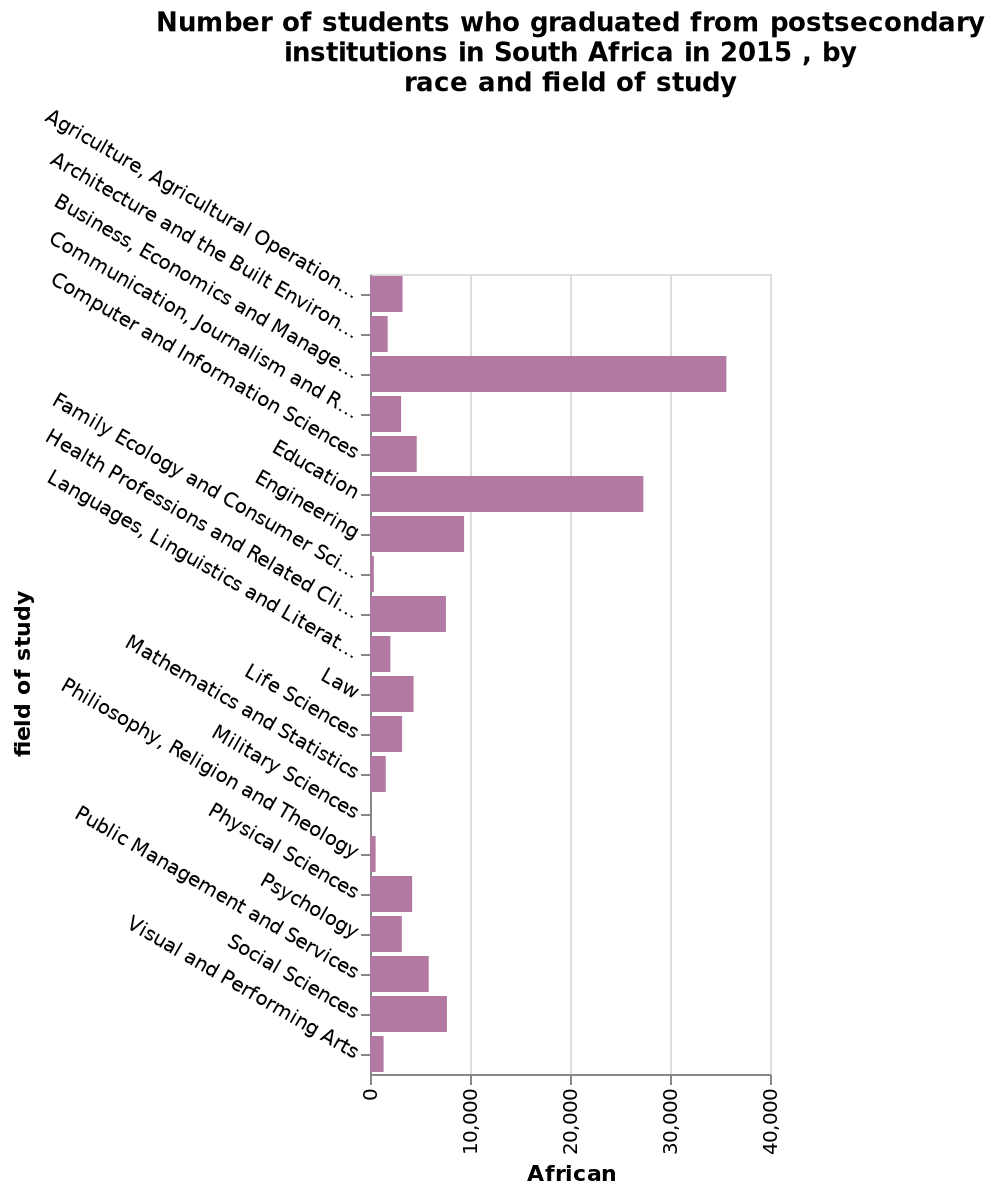 Number of students who graduated from postsecondary
institutions in South Africa in 2015 , by
race and field of study
Agriculture, Agricultural Operation...
Architecture and the Built Environ...
Business, Economics and Manage...
Communication, Journalism and R...
Computer and Information Sciences
Education
Engineering
Family Ecology and Consumer Sci...
Health Professions and Related Cli...
Languages, Linguistics and Literat...
Law
Life Sciences
Mathematics and Statistics
Military Sciences
Philiosophy, Religion and Theology
Physical Sciences
Psychology
Public Management and Services
Social Sciences
Visual and Performing Arts
field of study
0
10,000
20,000
30,000
40,000
African